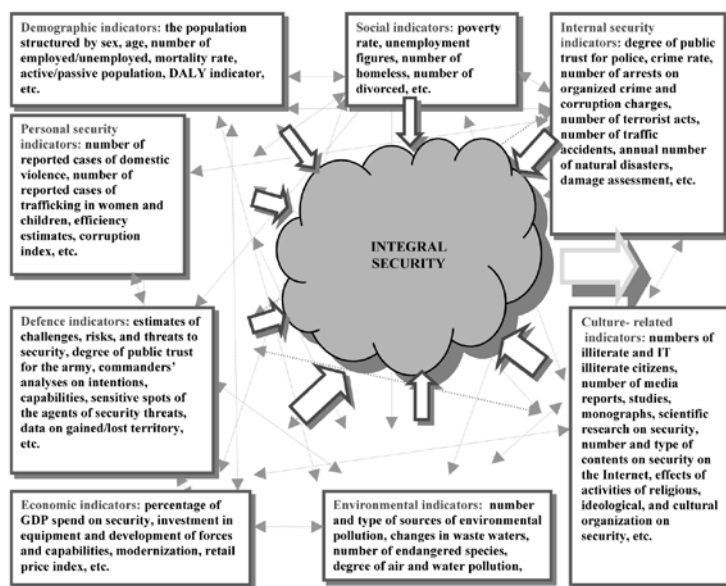 Demographic indicators: the population
structured by sex, age, number of
employed/unemployed, mortality rate,
active/passive population, DALY indicator,
etc.
Social indicators: poverty
rate, unemployment
figures, number of
homeless, number of
divorced, etc.
Internal security
indicators: degree of public
trust for police, crime rate,
number of arrests on
organized crime and
corruption charges,
number of terrorist acts,
number of traffic
accidents, annual number
of natural disasters,
damage assessment, etc.
Personal security
indicators: number of
reported cases of domestic
violence, number of
reported cases of
trafficking in women and
children, efficiency
estimates, corruption
index, etc.
INTEGRAL
SECURITY
Defence indicators: estimates of
challenges, risks, and threats to
security, degree of public trust
for the army, commanders'
analyses on intentions,
capabilities, sensitive spots of
the agents of security threats,
data on gained/lost territory,
etc.
Culture- related
indicators: numbers of
illiterate and IT
illiterate citizens,
number of media
reports, studies,
monographs, scientific
research on security,
number and type of
contents on security on
the Internet, effects of
activities of religious,
ideological, and cultural
organization on
security, etc.
Economic indicators: percentage of
GDP spend on security, investment in
equipment and development of forces
and capabilities, modernization, retail
price index, etc.
Environmental indicators: number
and type of sources of environmental
pollution, changes in waste waters,
number of endangered species,
degree of air and water pollution,